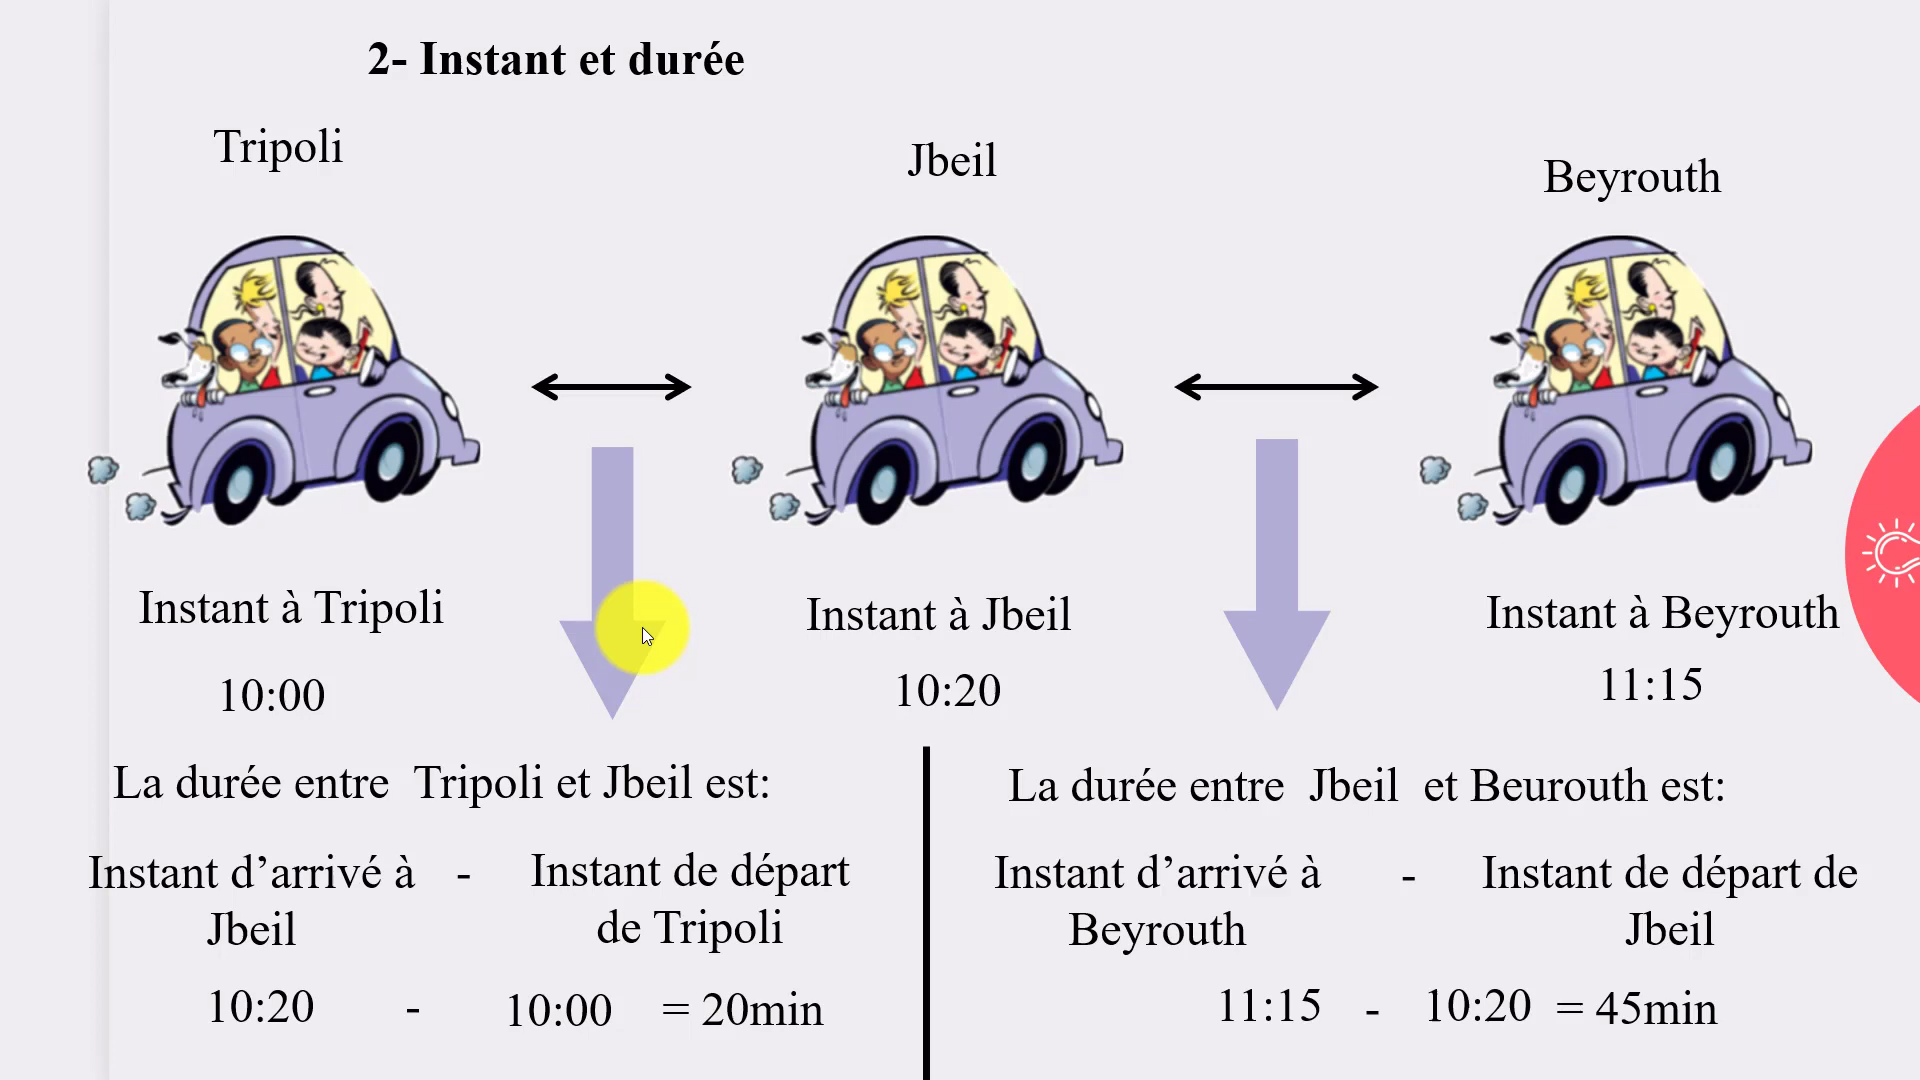 2- Instant et durée
Tripoli
Jbeil
Beyrouth
Instant à Tripoli
Instant à Jbeil
Instant à Beyrouth
10:00
10:20
11:15
La durée entre Tripoli et Jbeil est:
Instant d’arrivé à
Jbeil
-
Instant de départ
de Tripoli
10:20 - 10:00 = 20min
La durée entre Jbeil et Beurouth est:
Instant d’arrivé à
Beyrouth
-
Instant de départ de
Jbeil
11:15 - 10:20 = 45min